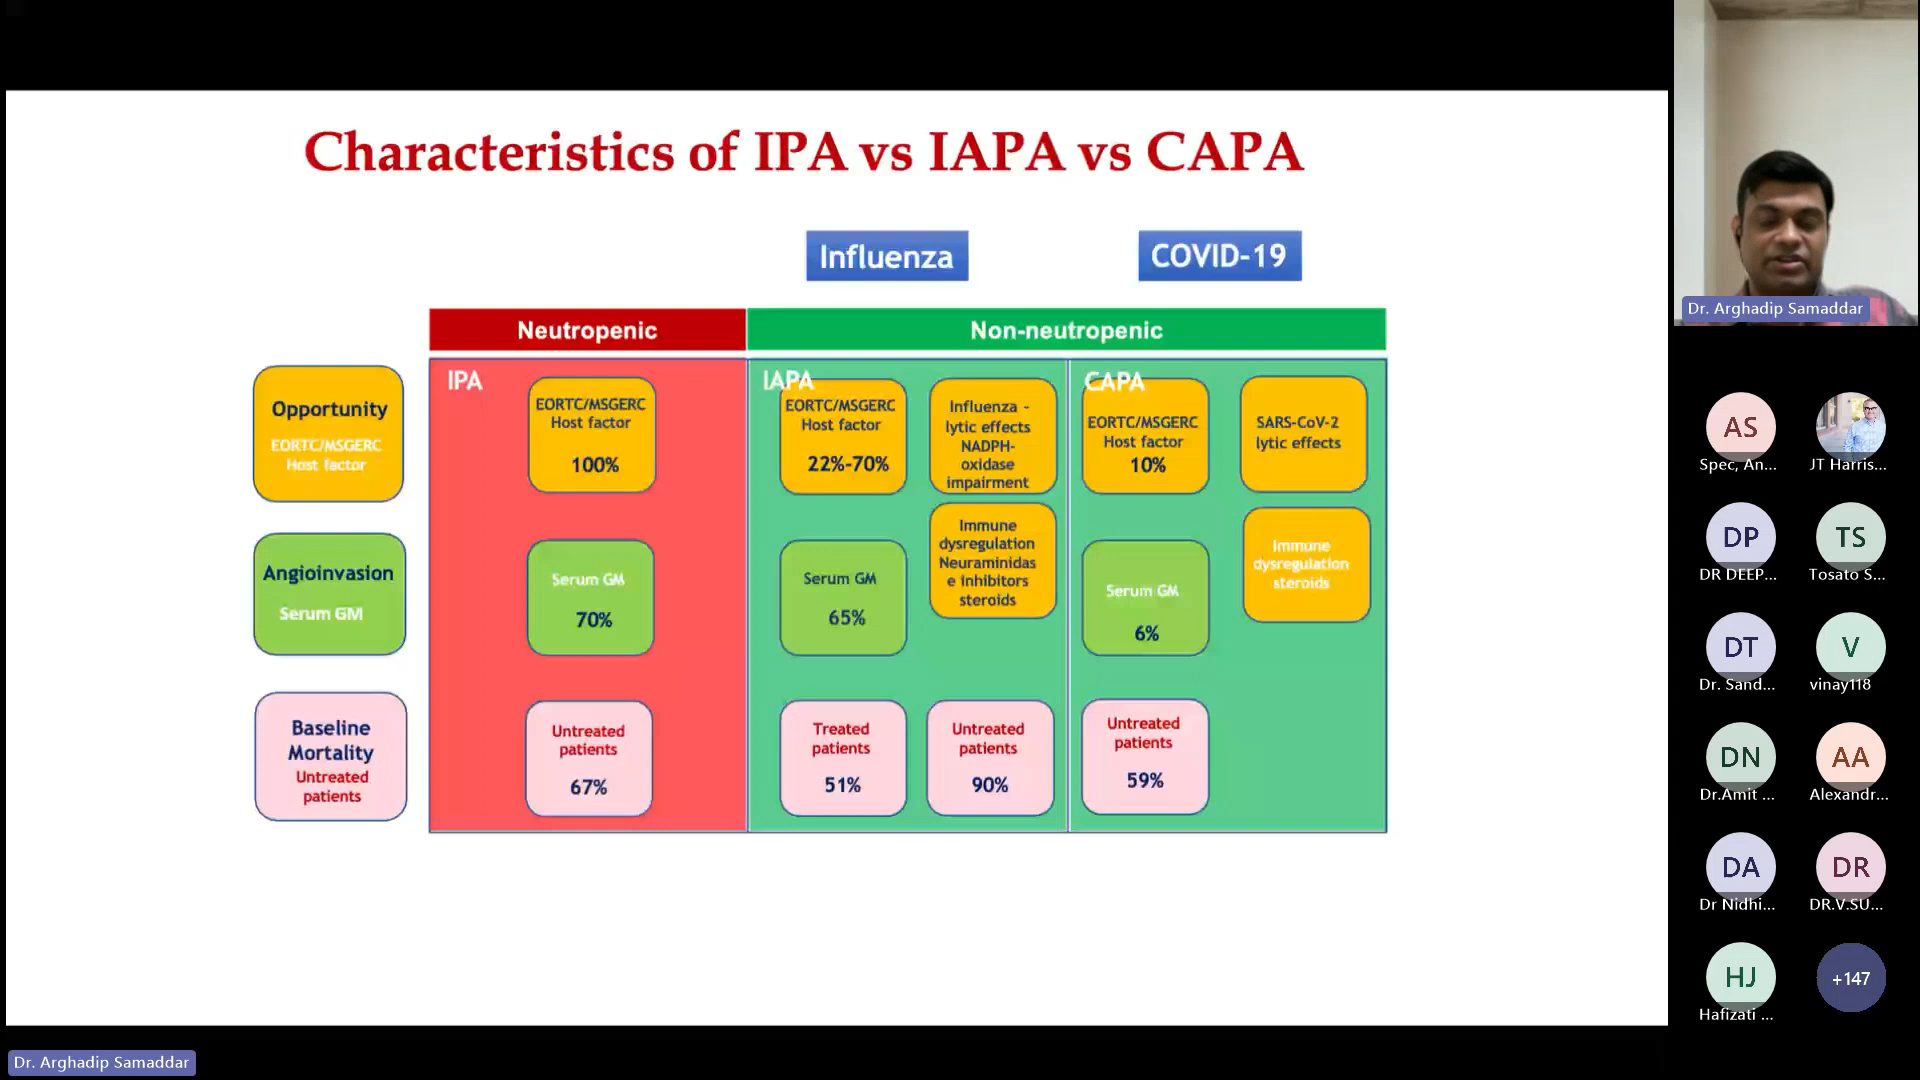 Characteristics of IPA vs IAPA vs CAPA
Influenza
COVID-19
Neutropenic
Non-neutropenic
Opportunity
EORTC/MSGERC
Host factor
IPA
EORTC/MSGERC
Host factor
100%
IAPA
EORTC/MSGERC
Host factor
22%-70%
Influenza -
lytic effects
NADPH-
oxidase
impairment
CAPA
EORTC/MSGERC
Host factor
10%
SARS-CoV-2
lytic effects
Angioinvasion
Serum GM
Serum GM
70%
Serum GM
65%
Immune
dysregulation
Neuraminidas
e inhibitors
steroids
Serum GM
6%
Immune
dysregulation
steroids
Baseline
Mortality
Untreated
patients
Untreated
patients
67%
Treated
patients
51%
Untreated
patients
90%
Untreated
patients
59%
Dr. Arghadip Samaddar
Dr. Arghadip Samaddar
AS
Spec, An...
JT Harris...
DP
DR DEEP...
TS
Tosato S...
DT
Dr. Sand...
V
vinay118
DN
Dr.Amit ...
AA
Alexandr...
DA
Dr Nidhi...
DR
DR.V.SU...
HJ
Hafizati ...
+147